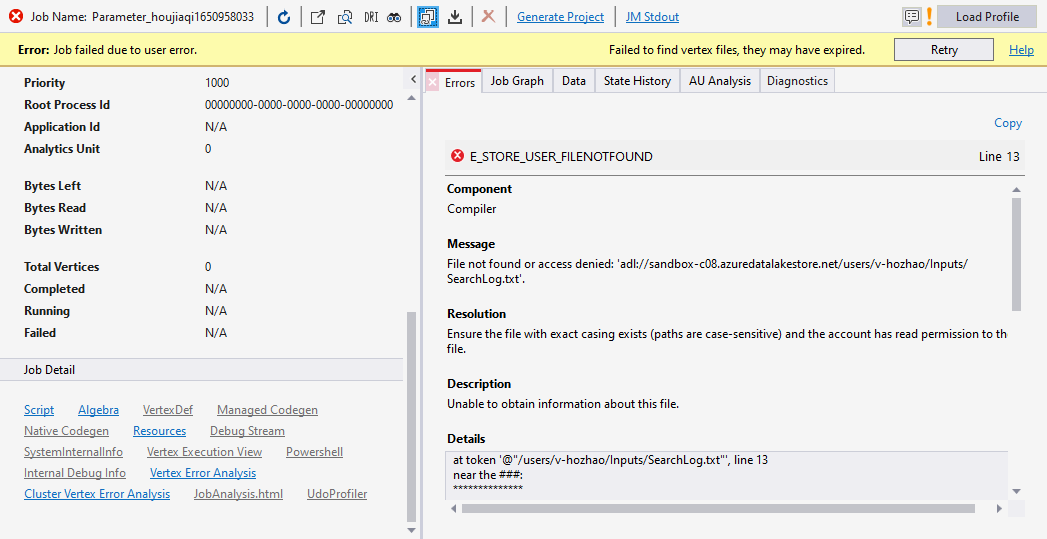 Job Name: Parameter_houjiaqi1650958033
DRI
Generate Project
JM Stdout
Load Profile
Error: Job failed due to user error.
Failed to find vertex files, they may have expired.
Retry
Help
Priority 1000
Root Process Id 00000000-0000-0000-0000-00000000
Application Id N/A
Analytics Unit 0
Bytes Left N/A
Bytes Read N/A
Bytes Written N/A
Total Vertices 0
Completed N/A
Running N/A
Failed N/A
Job Detail
Script Algebra VertexDef Managed Codegen
Native Codegen Resources Debug Stream
SystemInternalInfo Vertex Execution View Powershell
Internal Debug Info Vertex Error Analysis
Cluster Vertex Error Analysis JobAnalysis.html UdoProfiler
Errors Job Graph Data State History AU Analysis Diagnostics
Copy
E_STORE_USER_FILENOTFOUND Line 13
Component
Compiler
Message
File not found or access denied: 'adl://sandbox-c08.azuredatalakestore.net/users/v-hozhao/Inputs/
SearchLog.txt'.
Resolution
Ensure the file with exact casing exists (paths are case-sensitive) and the account has read permission to th
file.
Description
Unable to obtain information about this file.
Details
at token '@"/users/v-hozhao/Inputs/SearchLog.txt"', line 13
near the ###:
**************